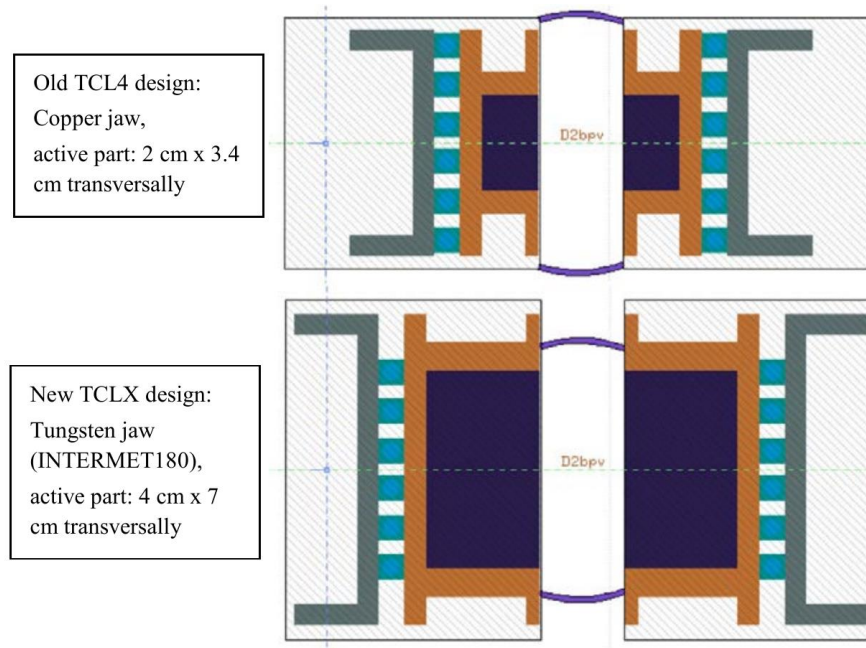 Old TCL4 design:
Copper jaw,
active part: 2 cm x 3.4
cm transversally
D2bpv
New TCLX design:
Tungsten jaw
(INTERMET180),
active part: 4 cm x 7
cm transversally
D2bpv